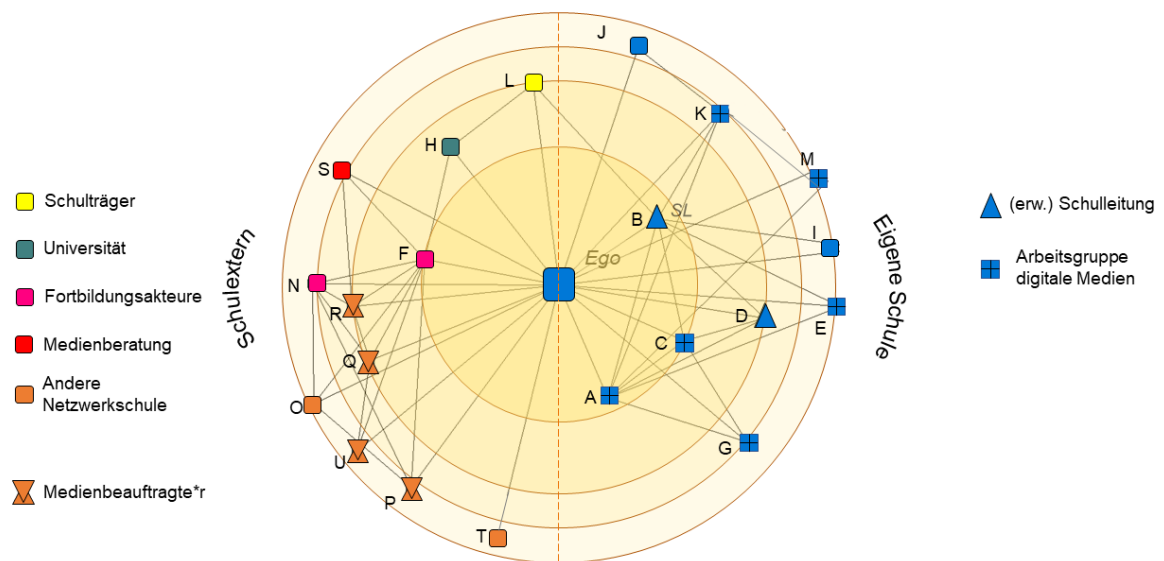 J
L
K
H
M
S
Schulträger
B
SL
(erw.) Schulleitung
I
Universität
F
Ego
Schulextern
Eigene Schule
Arbeitsgruppe
digitale Medien
N
Fortbildungsakteure
R
D
E
Medienberatung
C
Q
Andere
Netzwerkschule
A
O
G
U
Medienbeauftragte*r
P
T